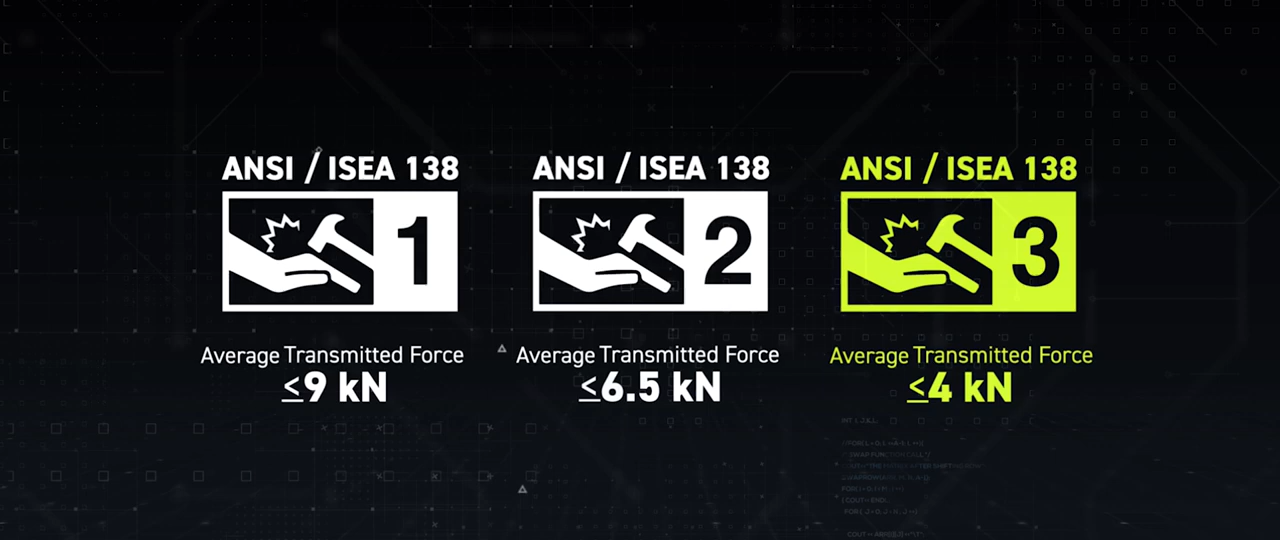 ANSI / ISEA 138
1
Average Transmitted Force
≤9 kN
ANSI / ISEA 138
2
Average Transmitted Force
≤6.5 kN
ANSI / ISEA 138
3
Average Transmitted Force
≤4 kN